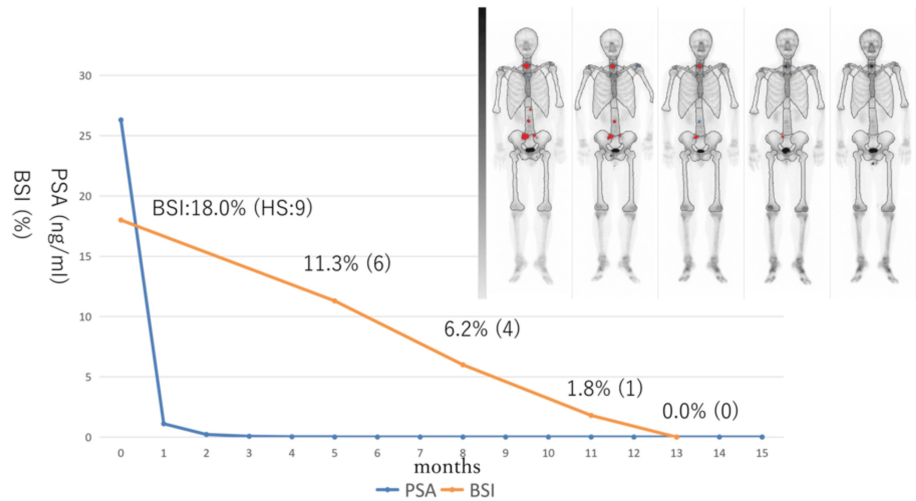 PSA (ng/ml)
BSI (%)
30
25
20
15
10
5
0
BSI:18.0% (HS:9)
11.3% (6)
6.2% (4)
1.8% (1)
0.0% (0)
0 1 2 3 4 5 6 7 8 9 10 11 12 13 14 15
months
PSA BSI